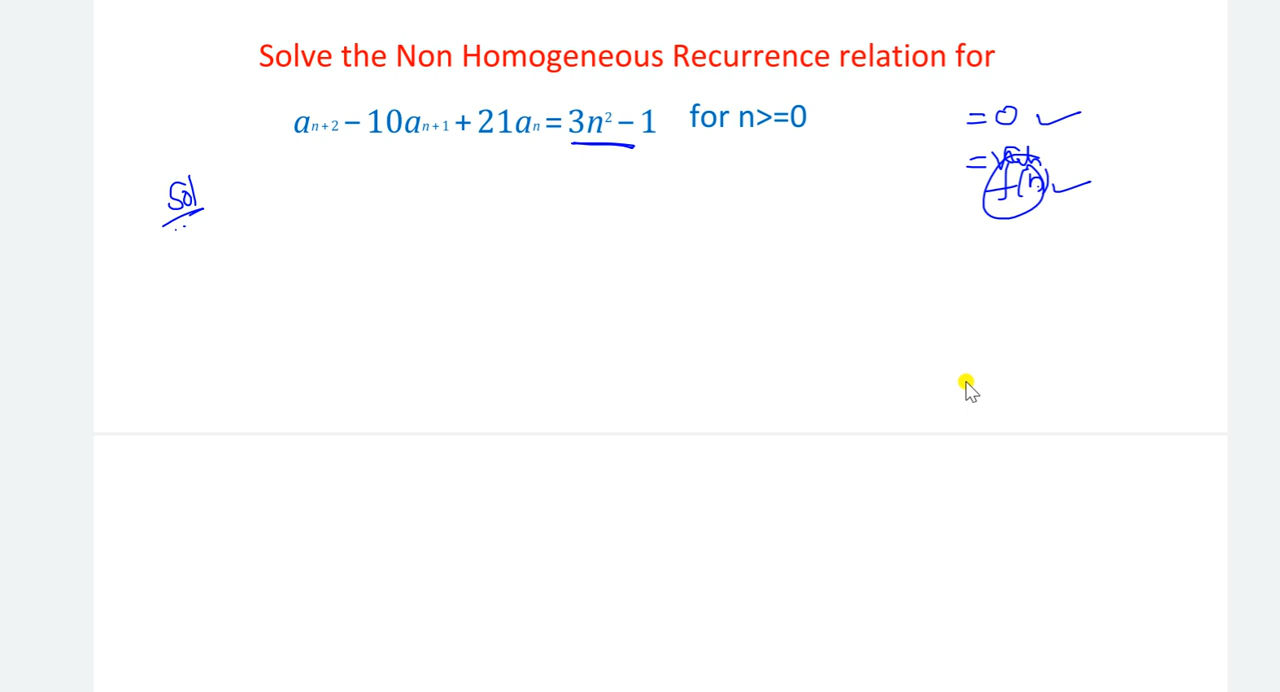 Solve the Non Homogeneous Recurrence relation for
aₙ₊₂ − 10aₙ₊₁ + 21aₙ = 3n² − 1 for n>=0
= 0 ✓
=
f(n) ✓
Sol